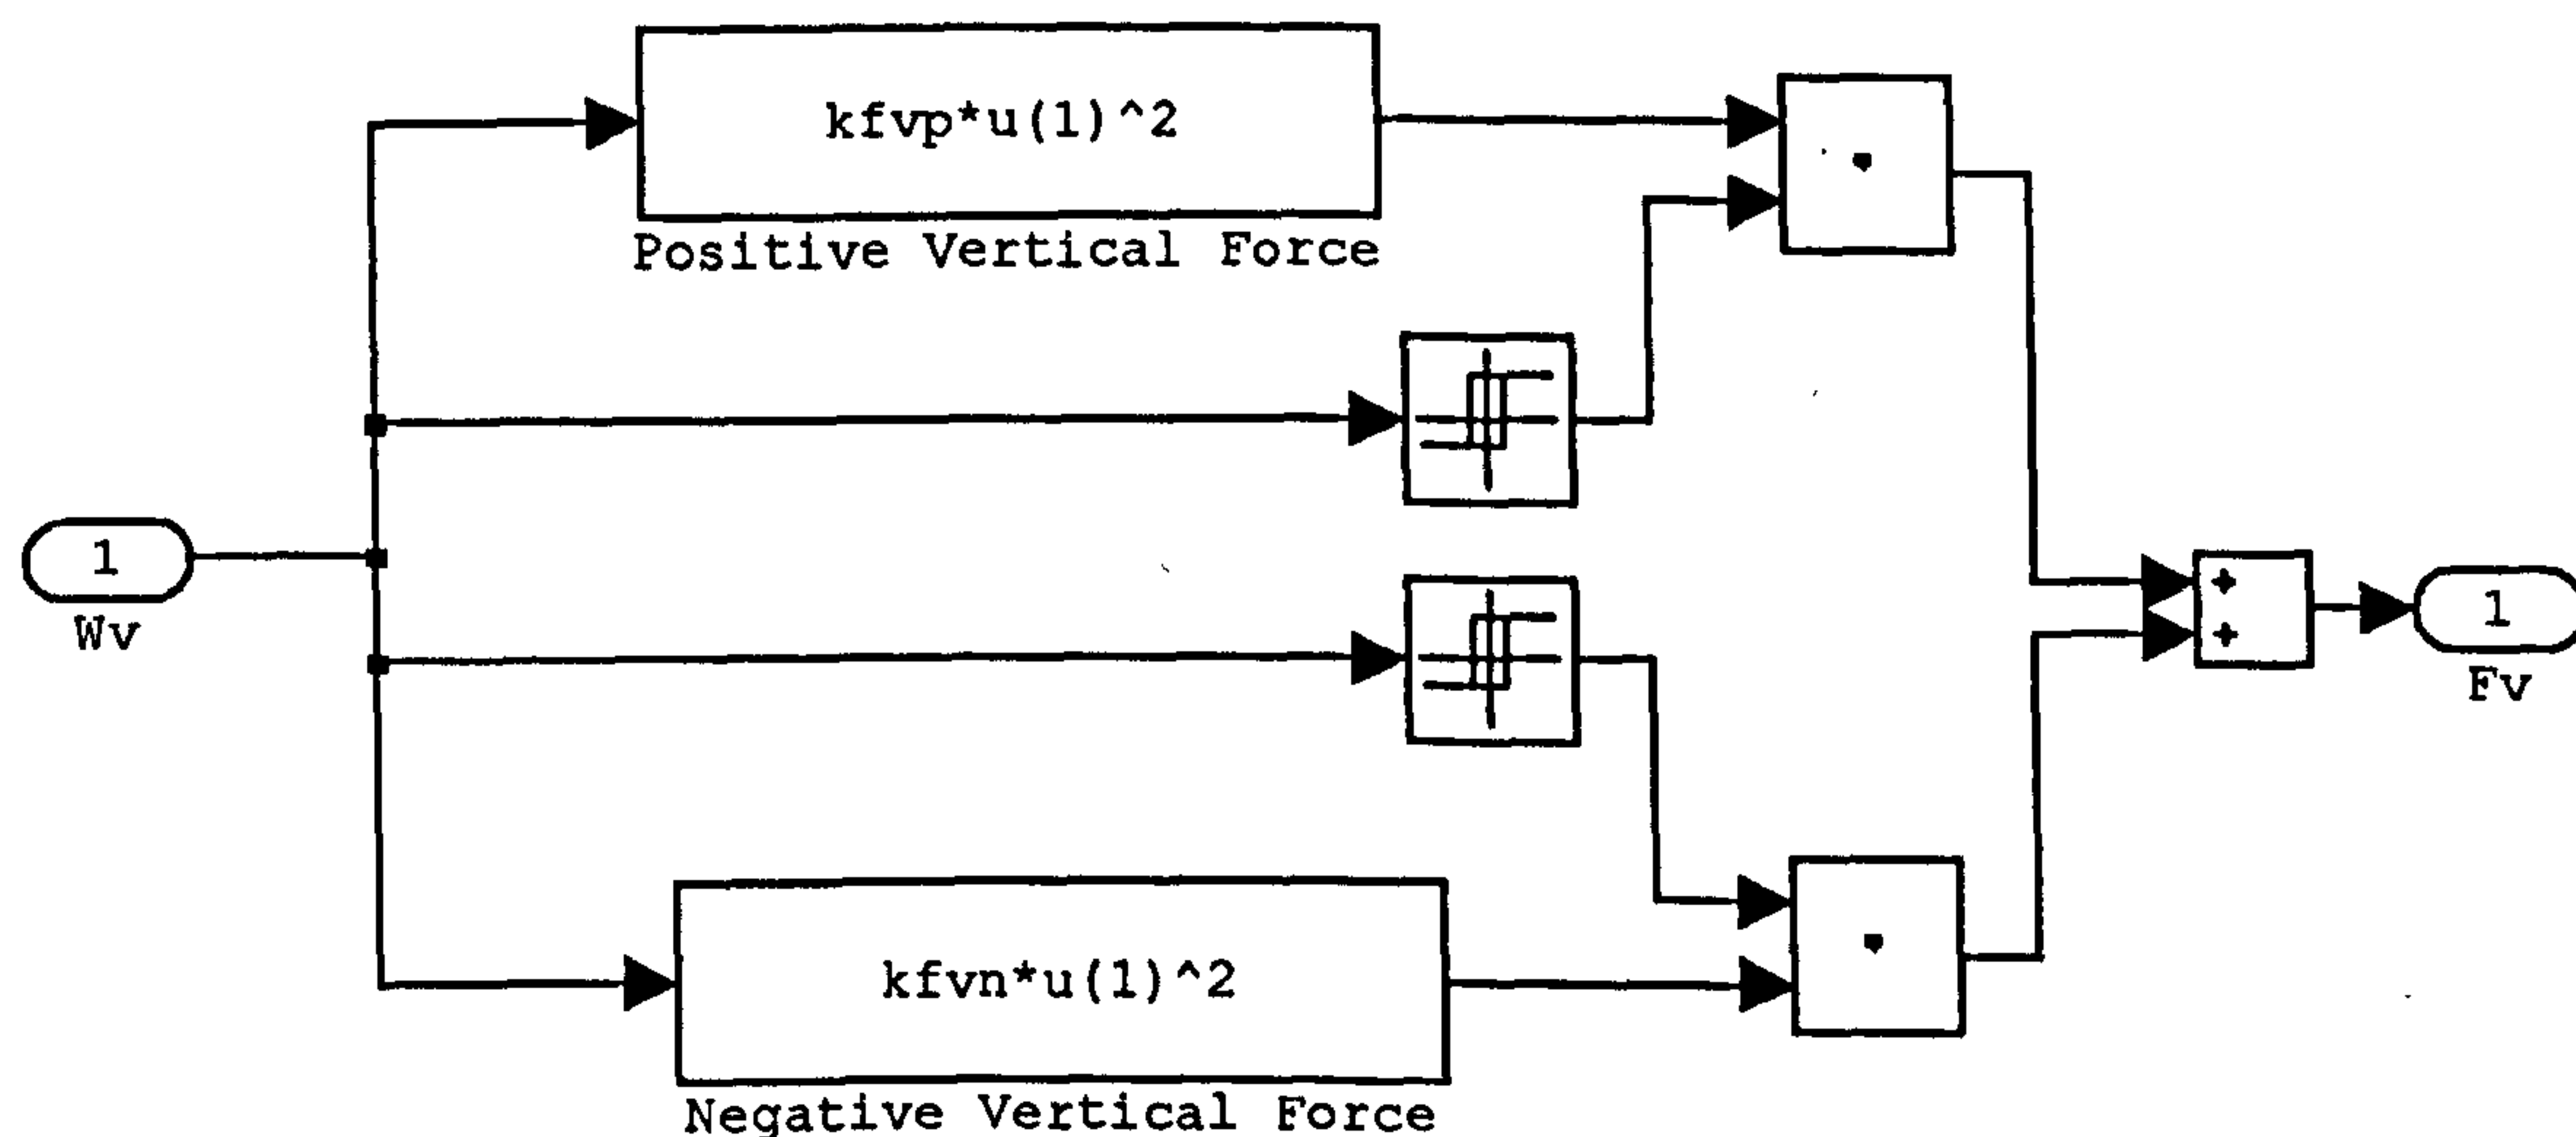 kfvp*u(1)^2
Positive Vertical Force
1
Wv
+
+
1
Fv
kfvn*u(1)^2
Negative Vertical Force